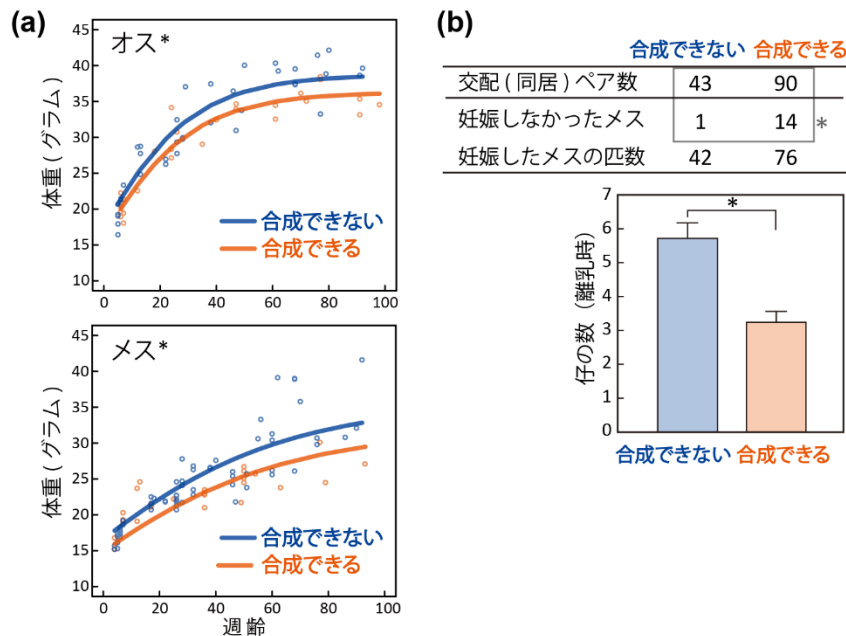 (a)
オス*
体重(グラム)
45
40
35
30
25
20
15
10
合成できない
合成できる
0 20 40 60 80 100
メス*
体重(グラム)
45
40
35
30
25
20
15
10
合成できない
合成できる
0 20 40 60 80 100
週齢
(b)
合成できない 合成できる
交配(同居)ペア数 43 90
妊娠しなかったメス 1 14 *
妊娠したメスの匹数 42 76
仔の数(離乳時)
7
6
5
4
3
2
1
0
*
合成できない 合成できる